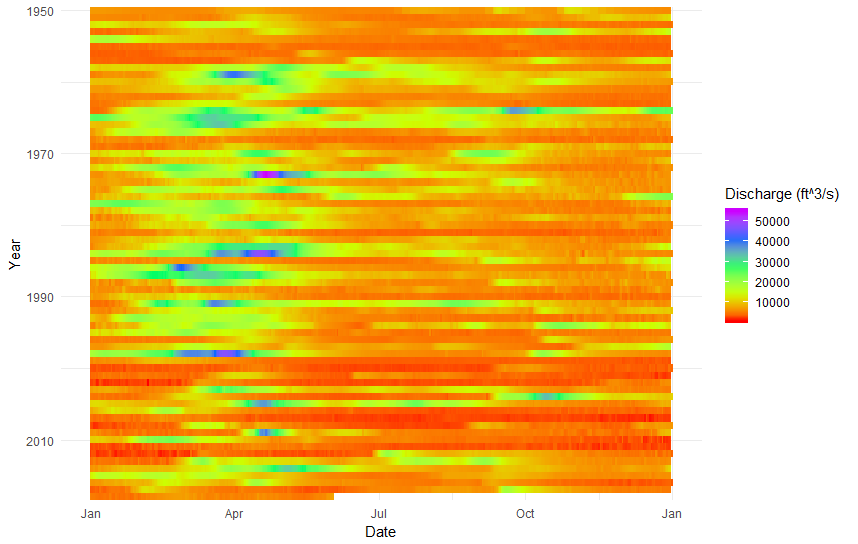 1950
1970
1990
2010
Year
Jan
Apr
Jul
Oct
Jan
Date
Discharge (ft^3/s)
50000
40000
30000
20000
10000